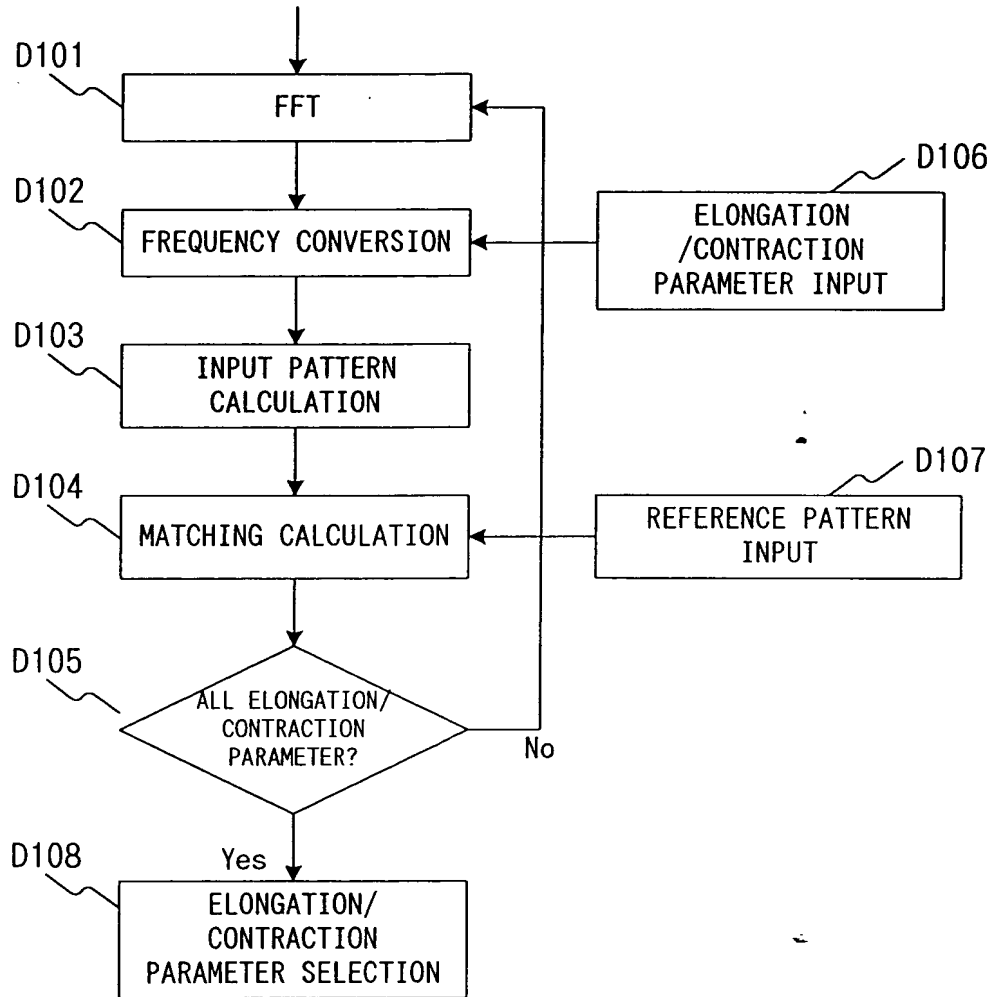 D101
FFT
D102
FREQUENCY CONVERSION
D106
ELONGATION
/CONTRACTION
PARAMETER INPUT
D103
INPUT PATTERN
CALCULATION
D104
MATCHING CALCULATION
D107
REFERENCE PATTERN
INPUT
D105
ALL ELONGATION/
CONTRACTION
PARAMETER?
No
Yes
D108
ELONGATION/
CONTRACTION
PARAMETER SELECTION